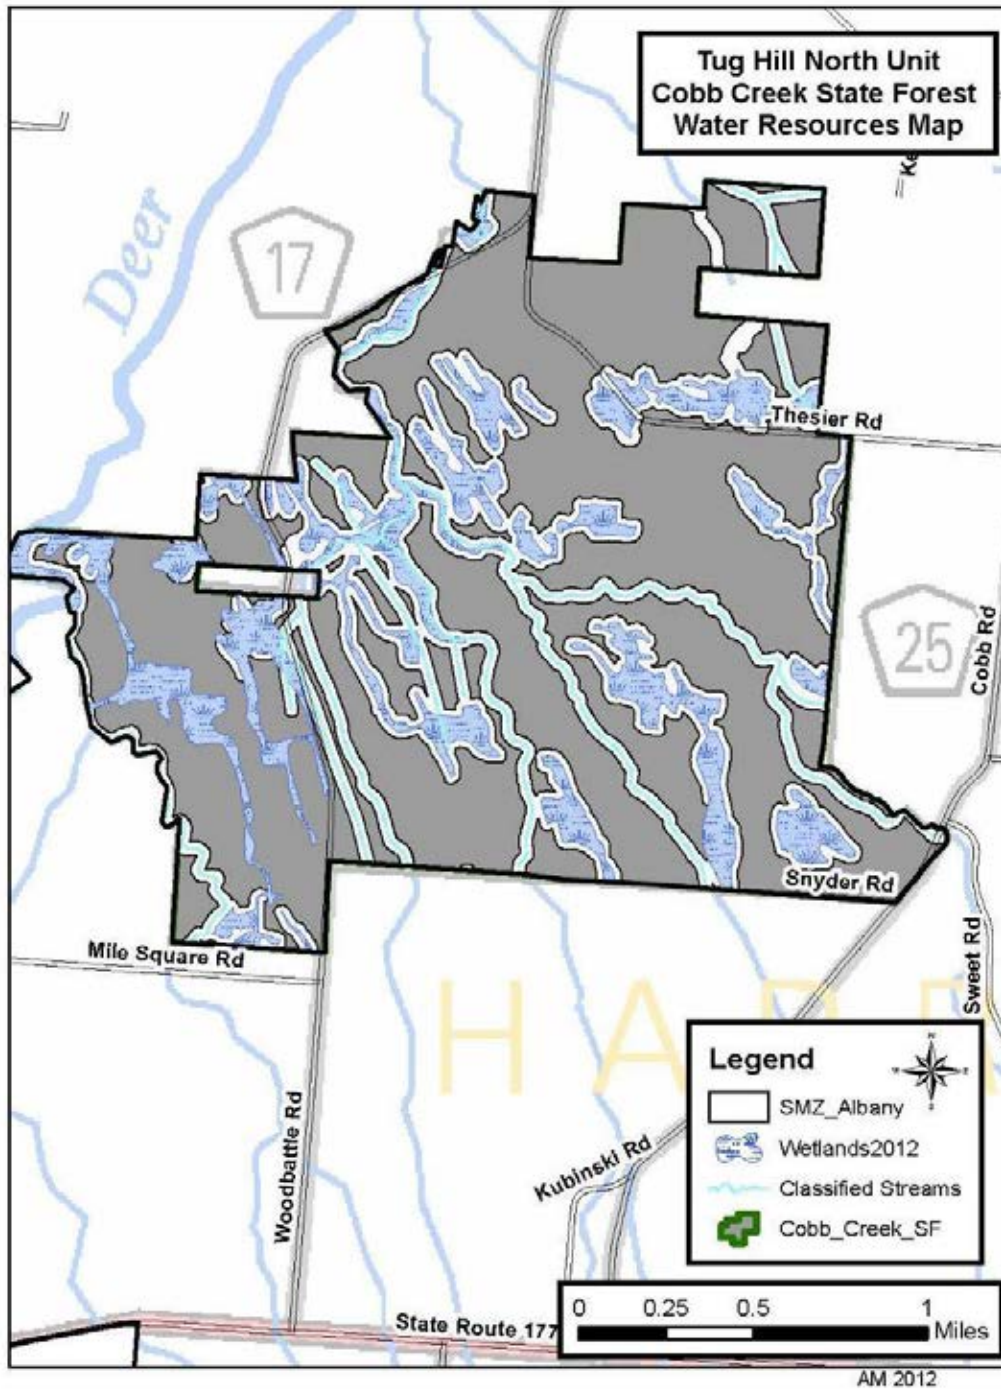 Tug Hill North Unit
Cobb Creek State Forest
Water Resources Map
Deer
17
Thesier Rd
25
Cobb Rd
Snyder Rd
Mile Square Rd
Sweet Rd
Woodbattle Rd
Kubinski Rd
State Route 177
Legend
SMZ_Albany
Wetlands2012
Classified Streams
Cobb_Creek_SF
0 0.25 0.5 1
Miles
AM 2012